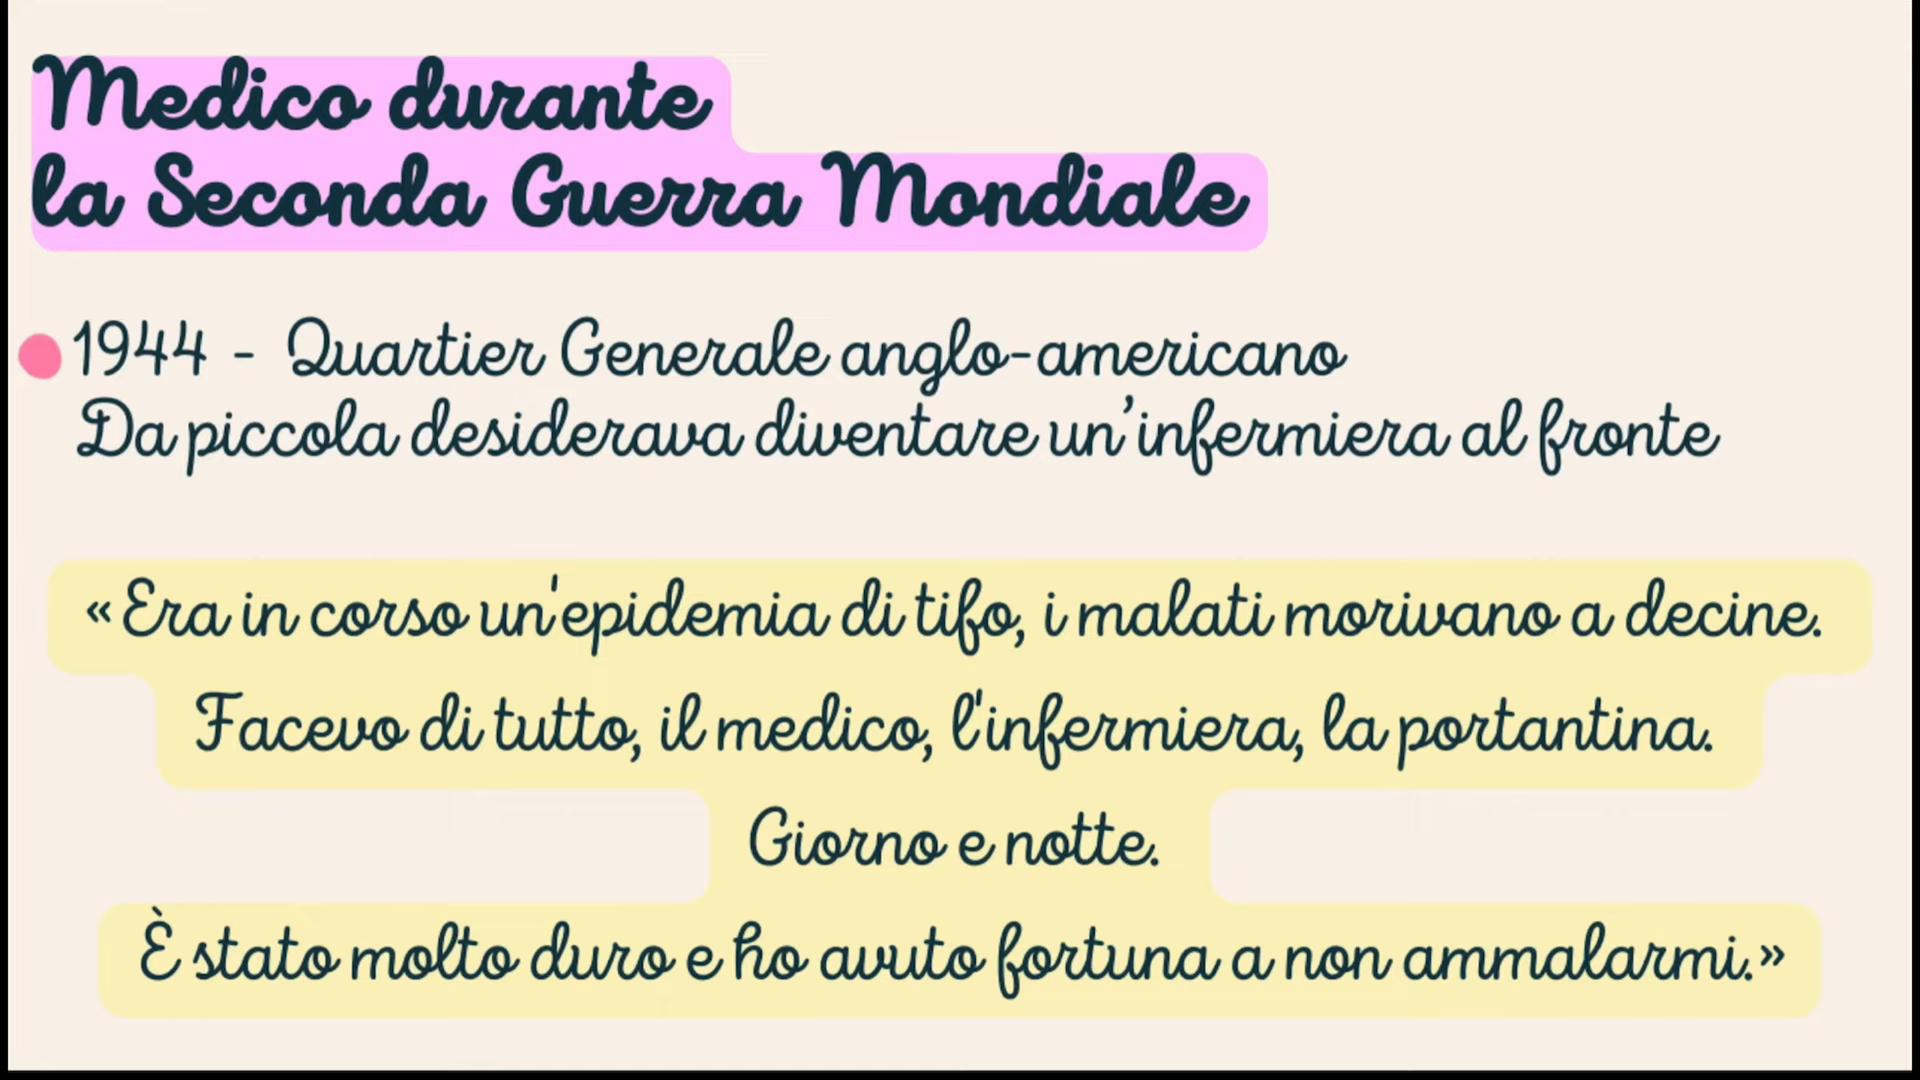 Medico durante
la Seconda Guerra Mondiale
1944 - Quartier Generale anglo-americano
Da piccola desiderava diventare un’infermiera al fronte
«Era in corso un'epidemia di tifo, i malati morivano a decine.
Facevo di tutto, il medico, l'infermiera, la portantina.
Giorno e notte.
È stato molto duro e ho avuto fortuna a non ammalarmi.»